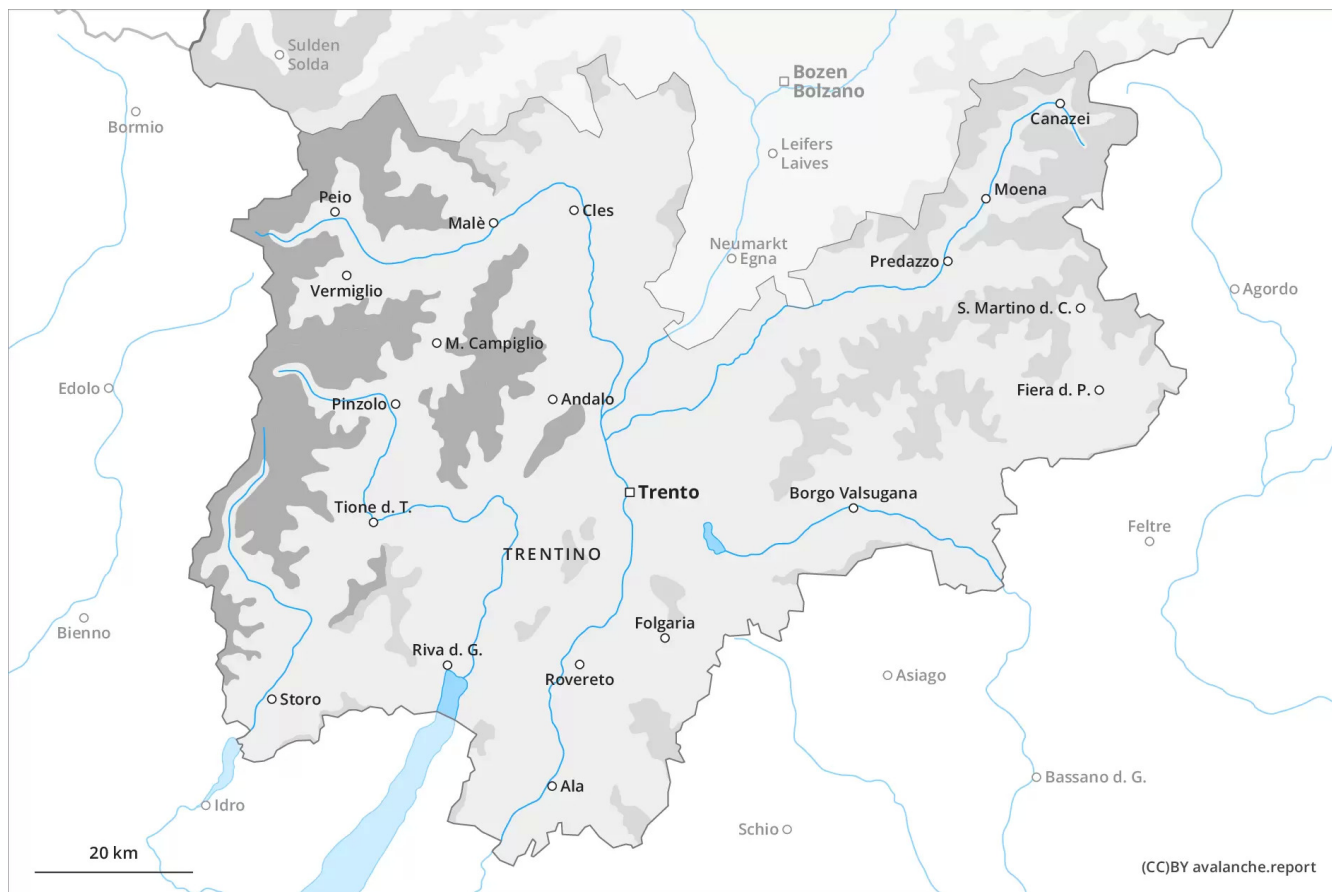 Sulden
Solda
Bozen
Bolzano
Bormio
Canazei
Leifers
Laives
Peio
Moena
Malè
Cles
Neumarkt
Egna
Predazzo
Vermiglio
Agordo
S. Martino d. C.
M. Campiglio
Edolo
Fiera d. P.
Pinzolo
Andalo
Trento
Borgo Valsugana
Tione d. T.
Feltre
TRENTINO
Bienno
Folgaria
Riva d. G.
Asiago
Rovereto
Storo
Bassano d. G.
Ala
Idro
Schio
20 km
(CC)BY avalanche.report